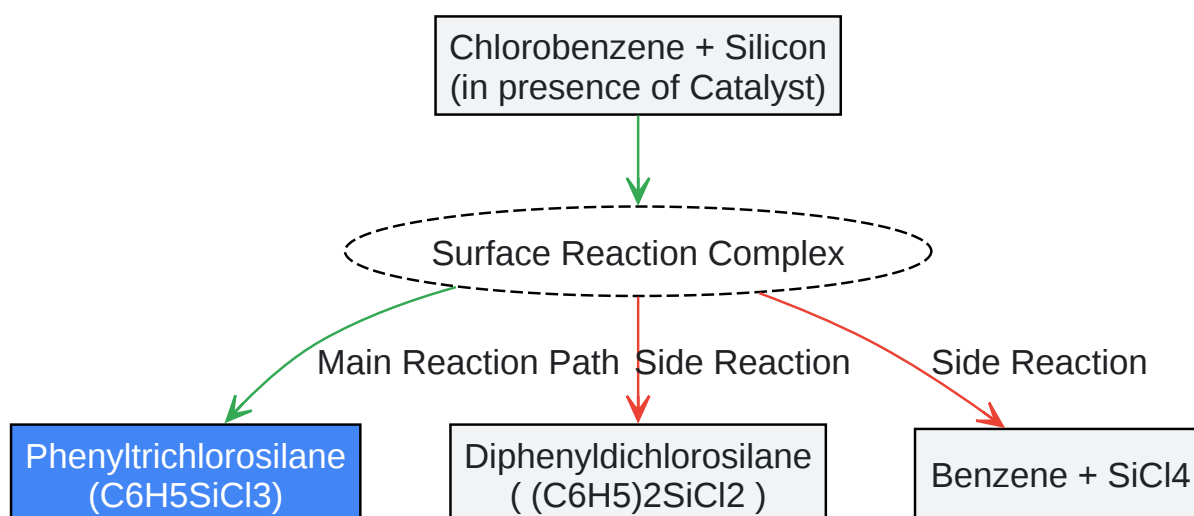 Chlorobenzene + Silicon
(in presence of Catalyst)
Surface Reaction Complex
Main Reaction Path
Side Reaction
Side Reaction
Phenyltrichlorosilane
(C6H5SiCl3)
Diphenyldichlorosilane
( (C6H5)2SiCl2 )
Benzene + SiCl4